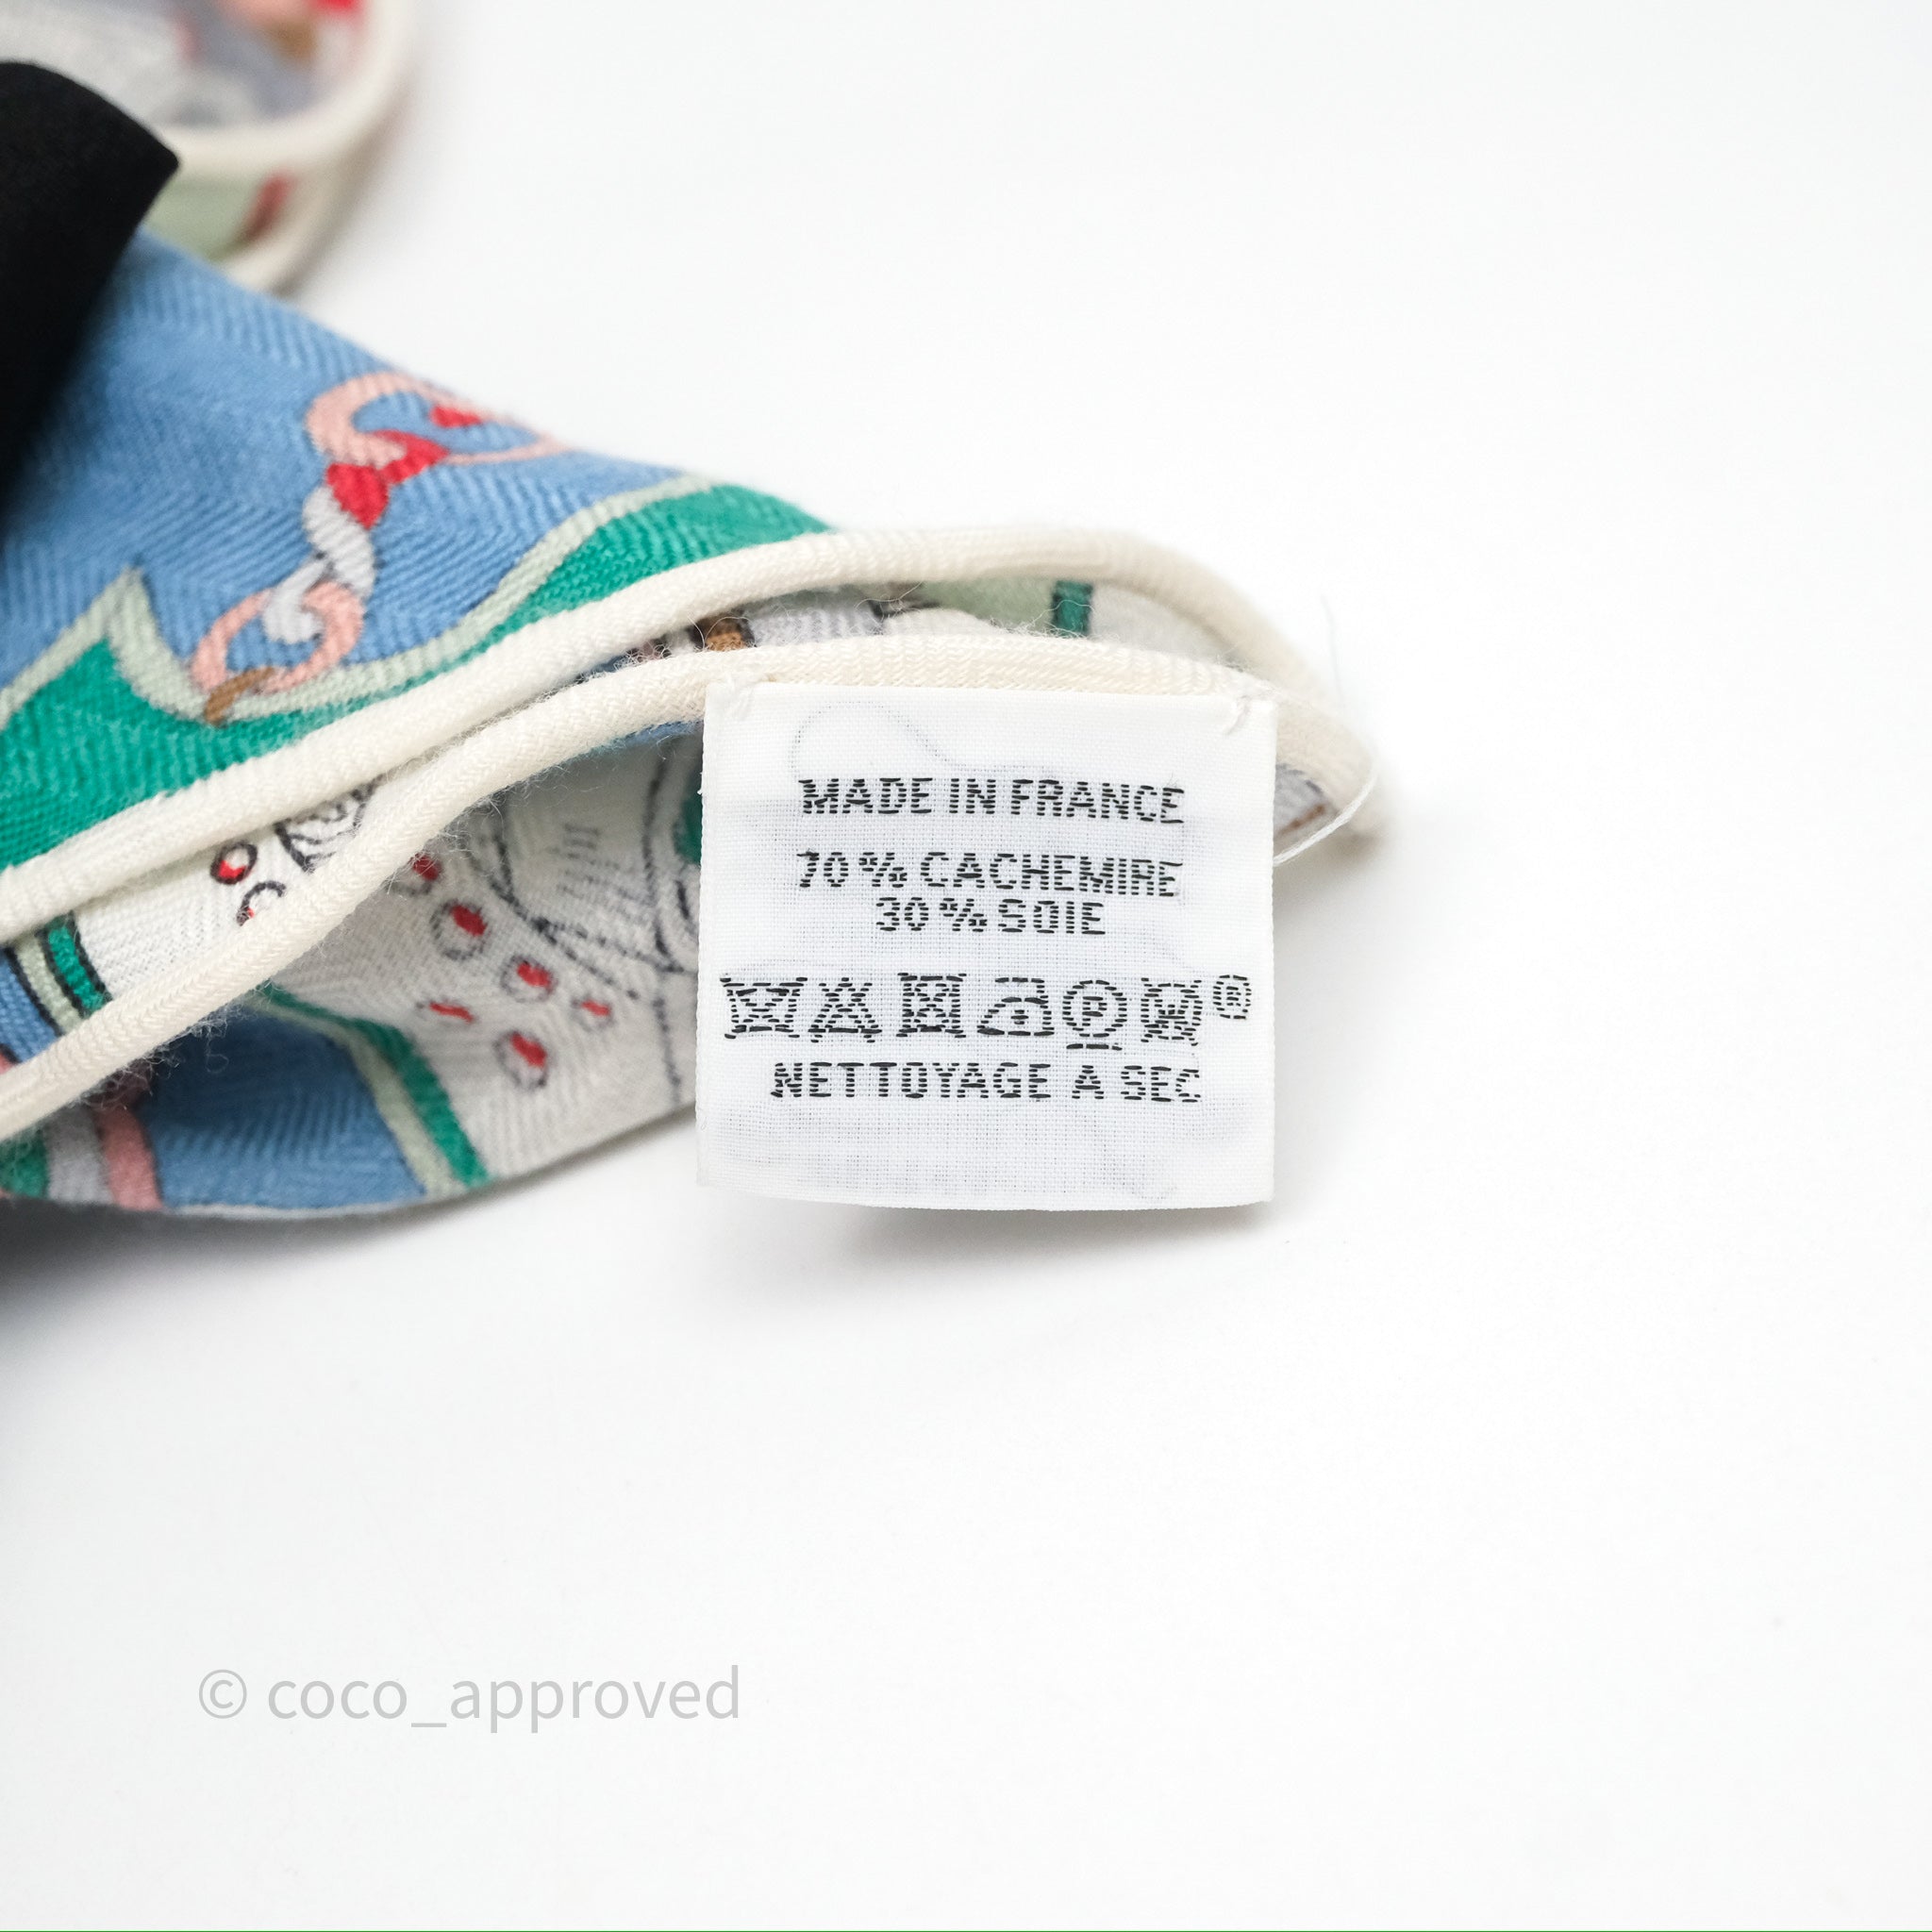 MADE IN FRANCE
70 % CACHEMIRE
30 % SOIE
P W ®
NETTOYAGE A SEC
© coco_approved